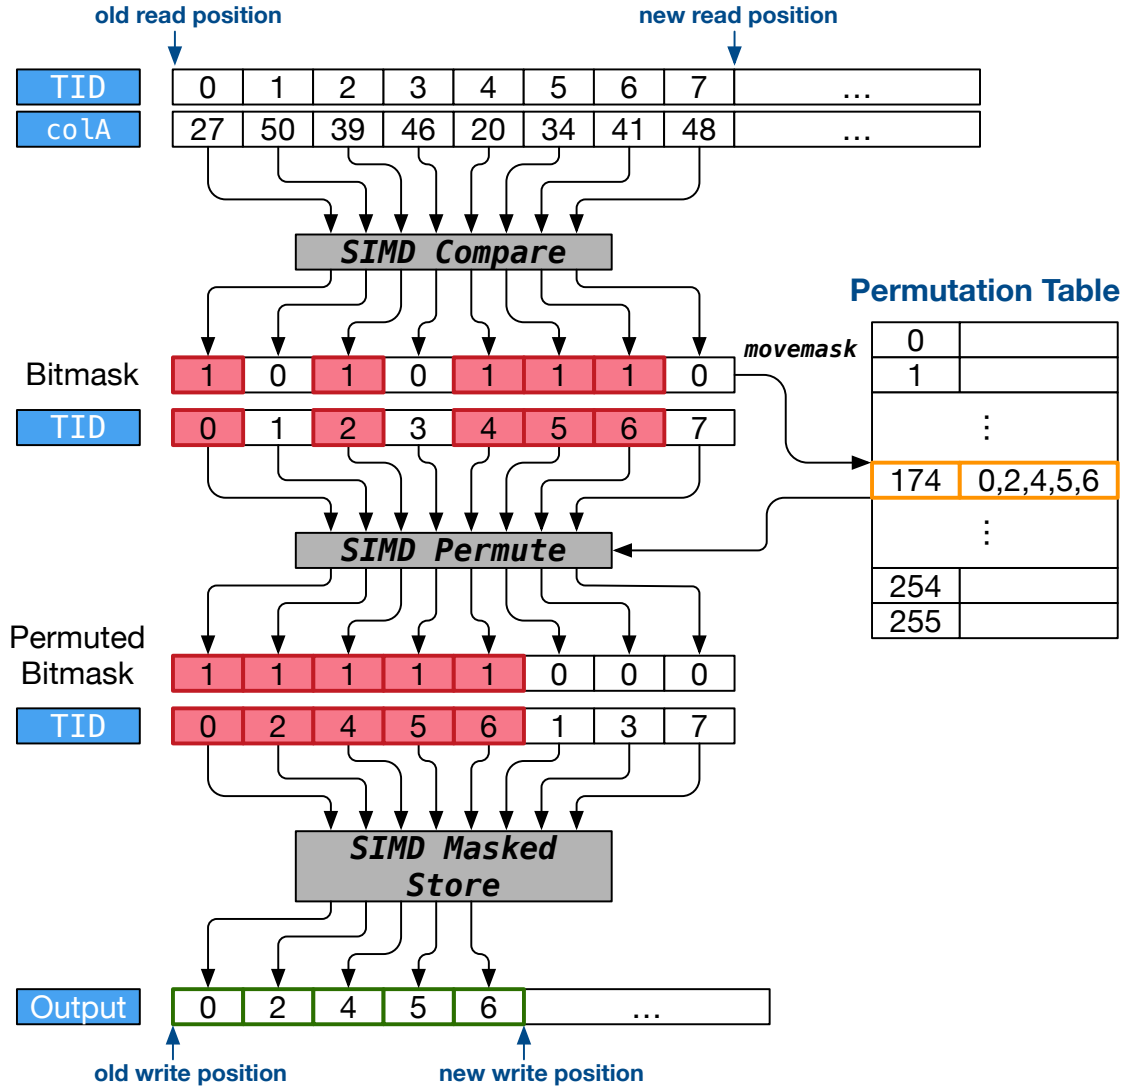 old read position new read position
TID 0 1 2 3 4 5 6 7 ...
colA 27 50 39 46 20 34 41 48 ...
SIMD Compare
Permutation Table
0
1
⋮
174 0,2,4,5,6
⋮
254
255
movemask
Bitmask 1 0 1 0 1 1 1 0
TID 0 1 2 3 4 5 6 7
SIMD Permute
Permuted
Bitmask 1 1 1 1 1 0 0 0
TID 0 2 4 5 6 1 3 7
SIMD Masked
Store
Output 0 2 4 5 6 ...
old write position new write position